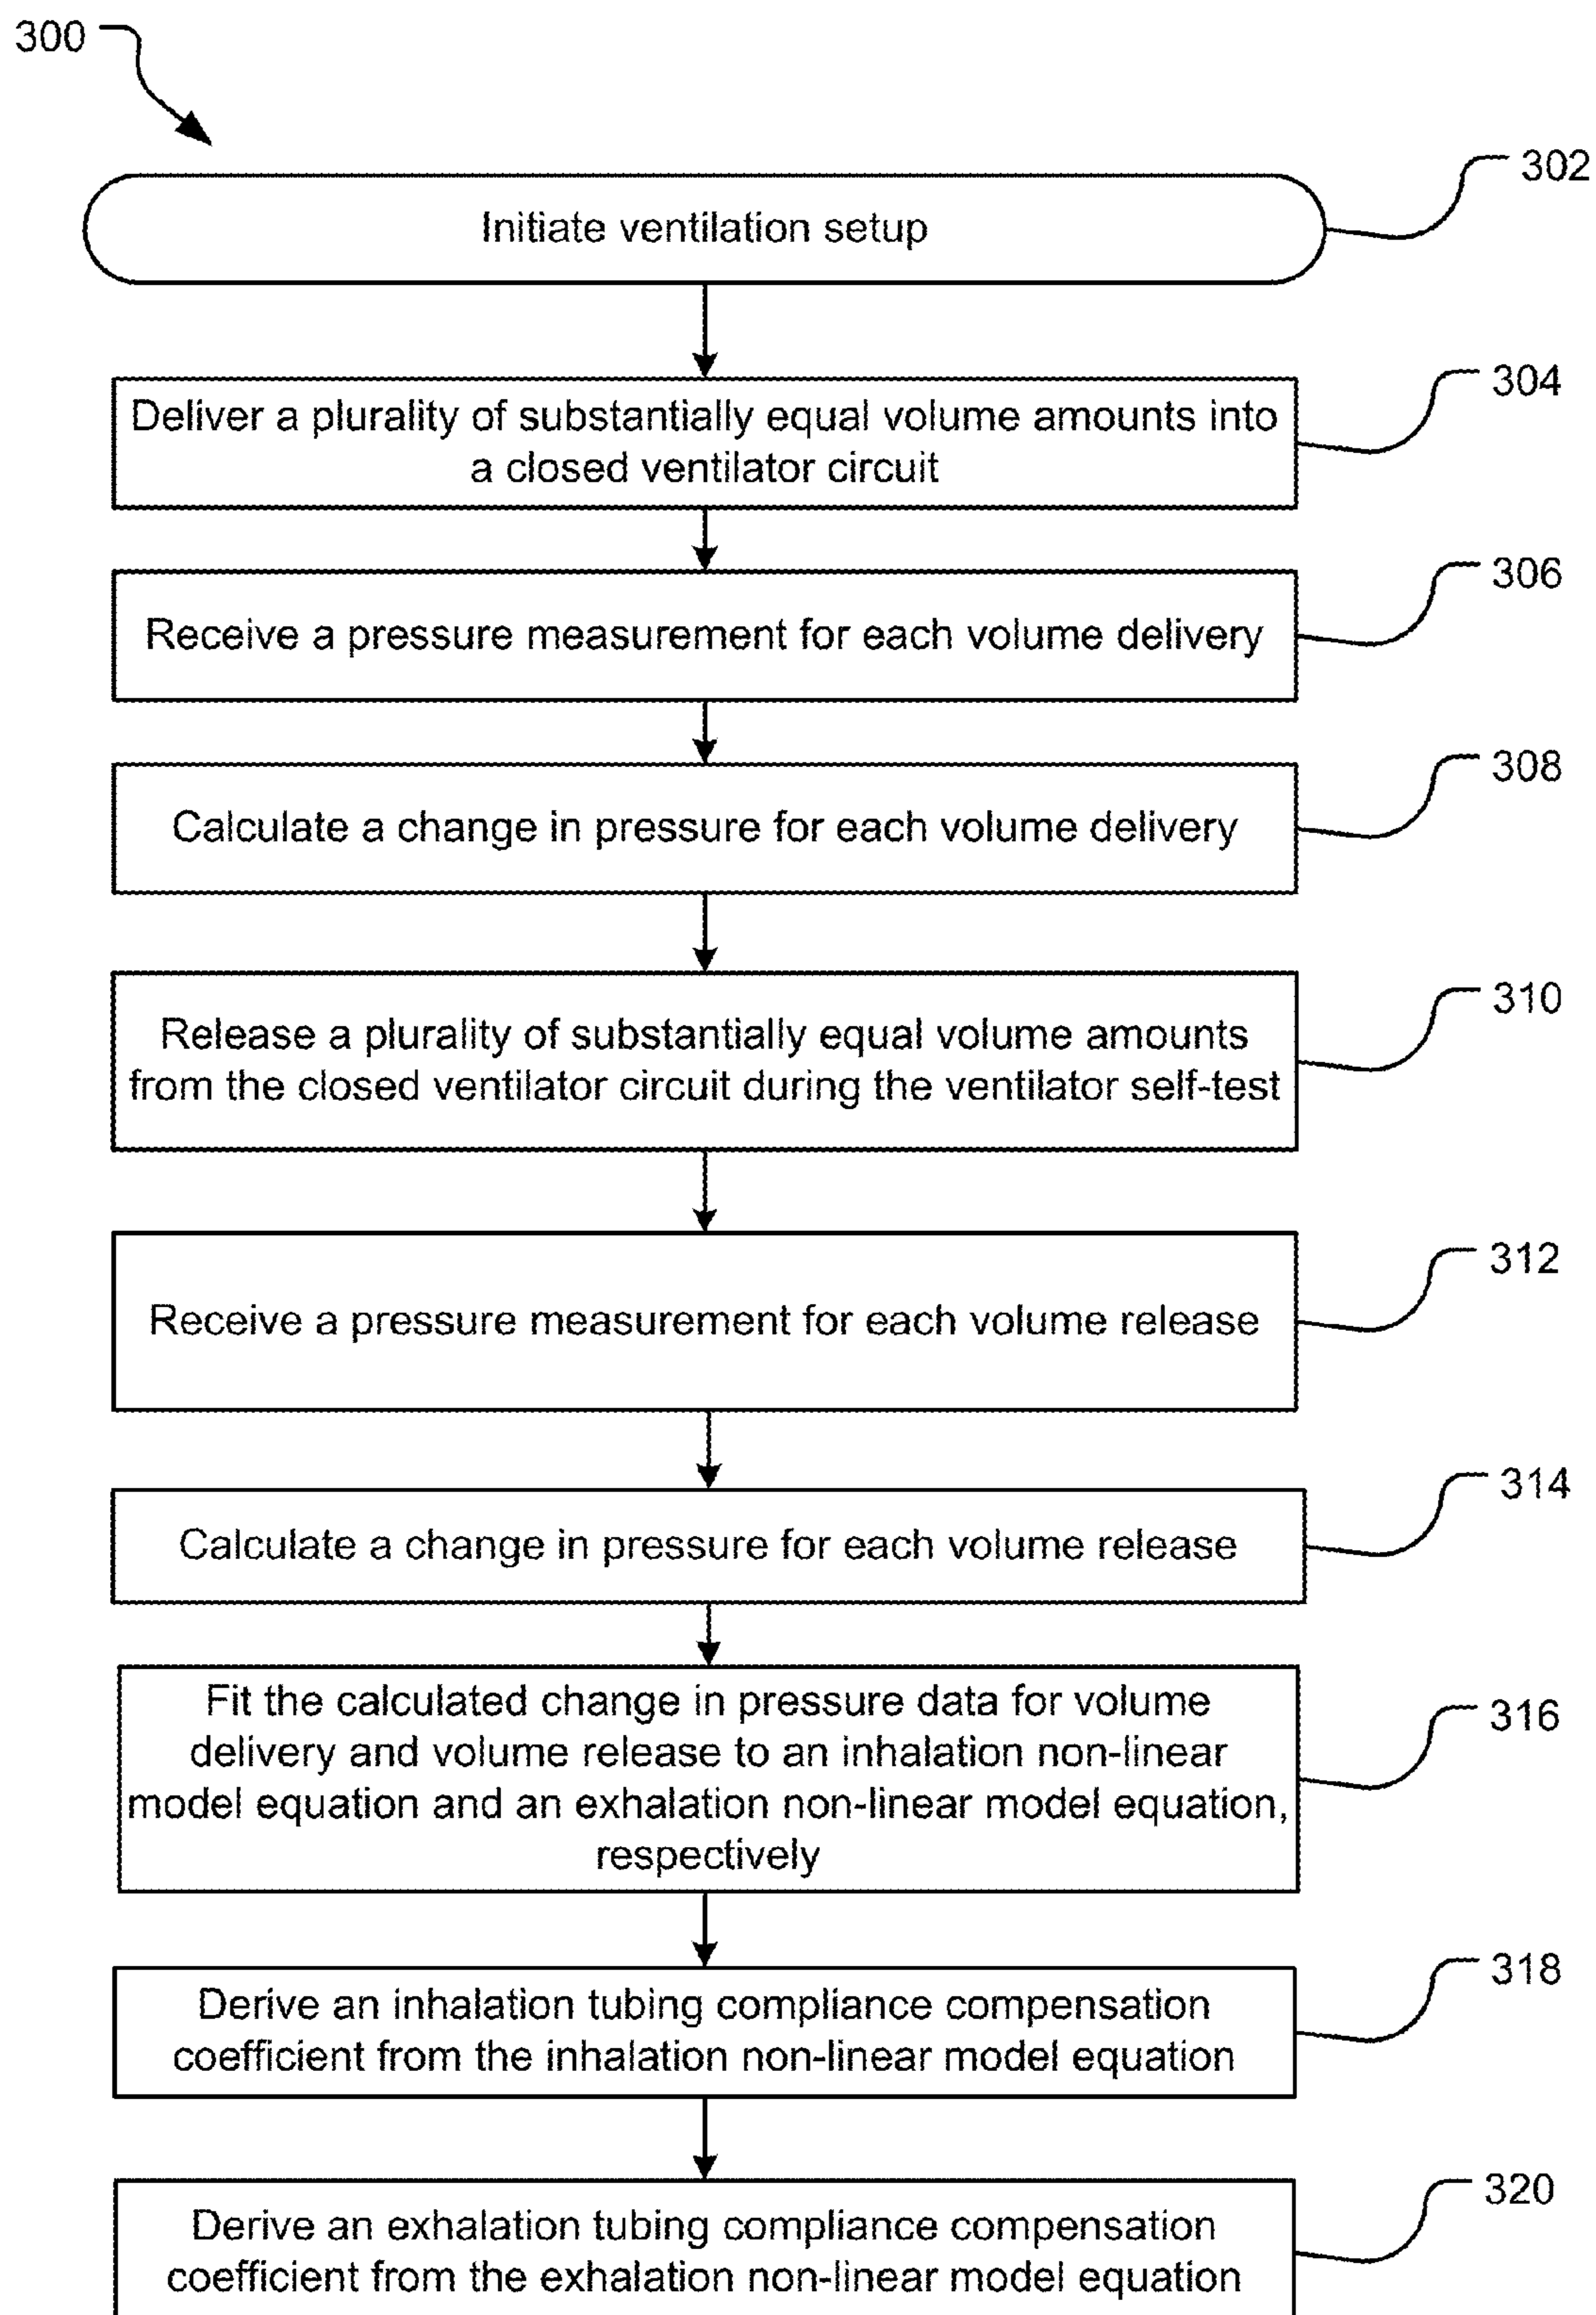 300
302
Initiate ventilation setup
304
Deliver a plurality of substantially equal volume amounts into
a closed ventilator circuit
306
Receive a pressure measurement for each volume delivery
308
Calculate a change in pressure for each volume delivery
310
Release a plurality of substantially equal volume amounts
from the closed ventilator circuit during the ventilator self-test
312
Receive a pressure measurement for each volume release
314
Calculate a change in pressure for each volume release
316
Fit the calculated change in pressure data for volume
delivery and volume release to an inhalation non-linear
model equation and an exhalation non-linear model equation,
respectively
318
Derive an inhalation tubing compliance compensation
coefficient from the inhalation non-linear model equation
320
Derive an exhalation tubing compliance compensation
coefficient from the exhalation non-linear model equation